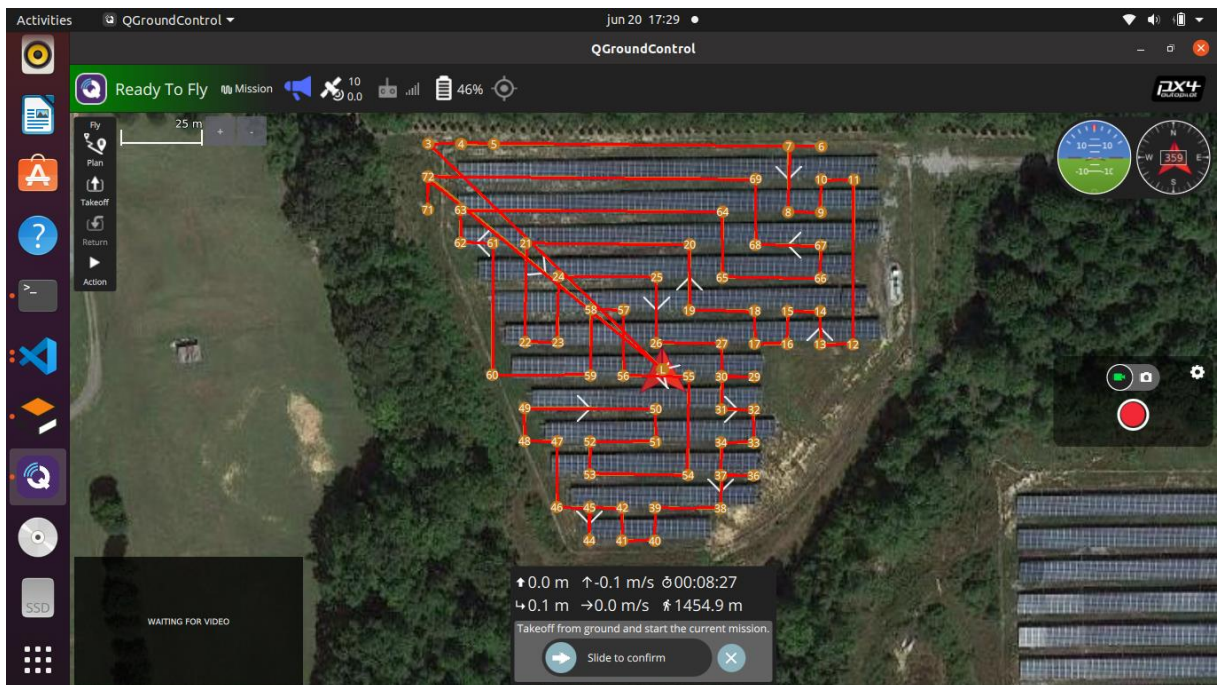 Activities QGroundControl jun 20 17:29
QGroundControl
Ready To Fly Mission 10 0.0 46% PX4 autopilot
Fly
Plan
Takeoff
Return
Action
25 m + -
10 10
-10 -10
N
W 359 E
S
3 4 5 7 6
72 69 10 11
71 63 64 8 9
62 61 21 20 68 67
24 25 65 66
58 57 19 18 15 14
22 23 26 27 17 16 13 12
L
60 59 56 55 30 29
49 50 31 32
48 47 52 51 34 33
53 54 37 36
46 45 42 39 38
44 41 40
WAITING FOR VIDEO
SSD
0.0 m -0.1 m/s 00:08:27
0.1 m 0.0 m/s 1454.9 m
Takeoff from ground and start the current mission.
Slide to confirm